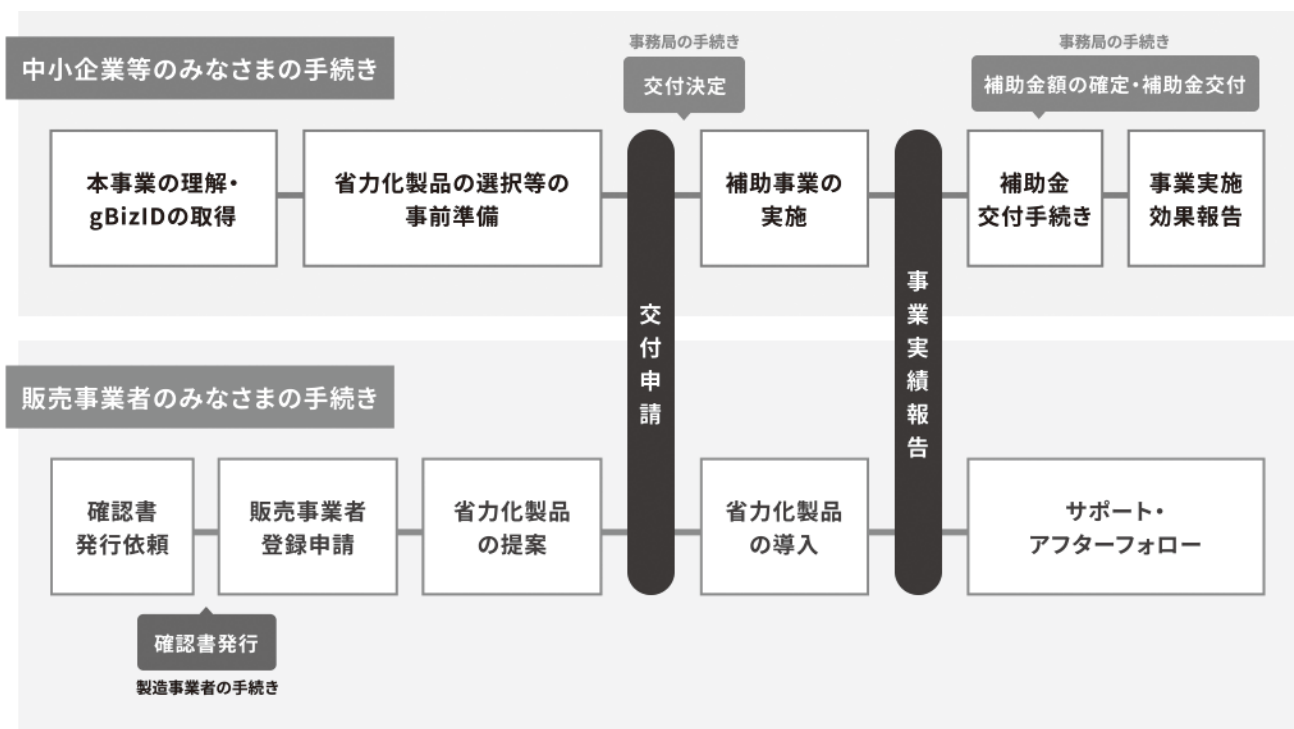 中小企業等のみなさまの手続き
事務局の手続き
交付決定
事務局の手続き
補助金額の確定・補助金交付
本事業の理解・
gBizIDの取得
省力化製品の選択等の
事前準備
補助事業の
実施
補助金
交付手続き
事業実施
効果報告
交付申請
事業実績報告
販売事業者のみなさまの手続き
確認書
発行依頼
販売事業者
登録申請
省力化製品
の提案
省力化製品
の導入
サポート・
アフターフォロー
確認書発行
製造事業者の手続き